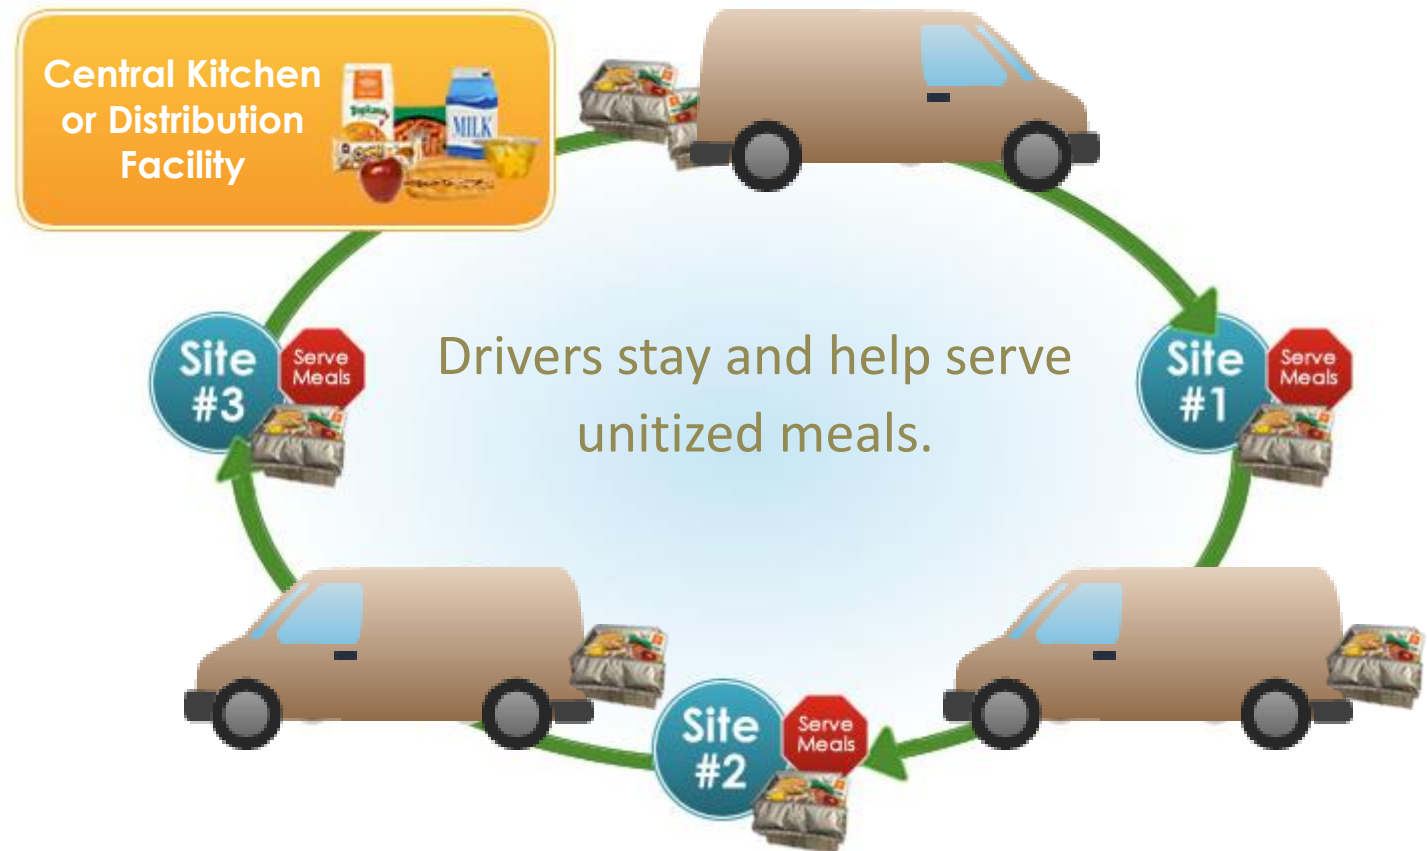 Central Kitchen
or Distribution
Facility
MILK
Drivers stay and help serve
unitized meals.
Site
#1
Serve
Meals
Site
#2
Serve
Meals
Site
#3
Serve
Meals